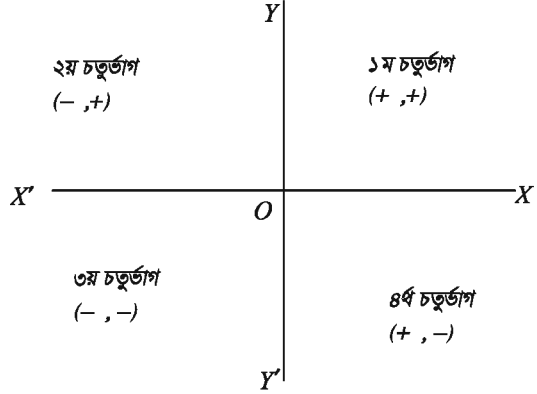 Y
২য় চতুর্ভাগ
(– ,+)
১ম চতুর্ভাগ
(+ ,+)
X′
O
X
৩য় চতুর্ভাগ
(– , –)
৪র্থ চতুর্ভাগ
(+ , –)
Y′